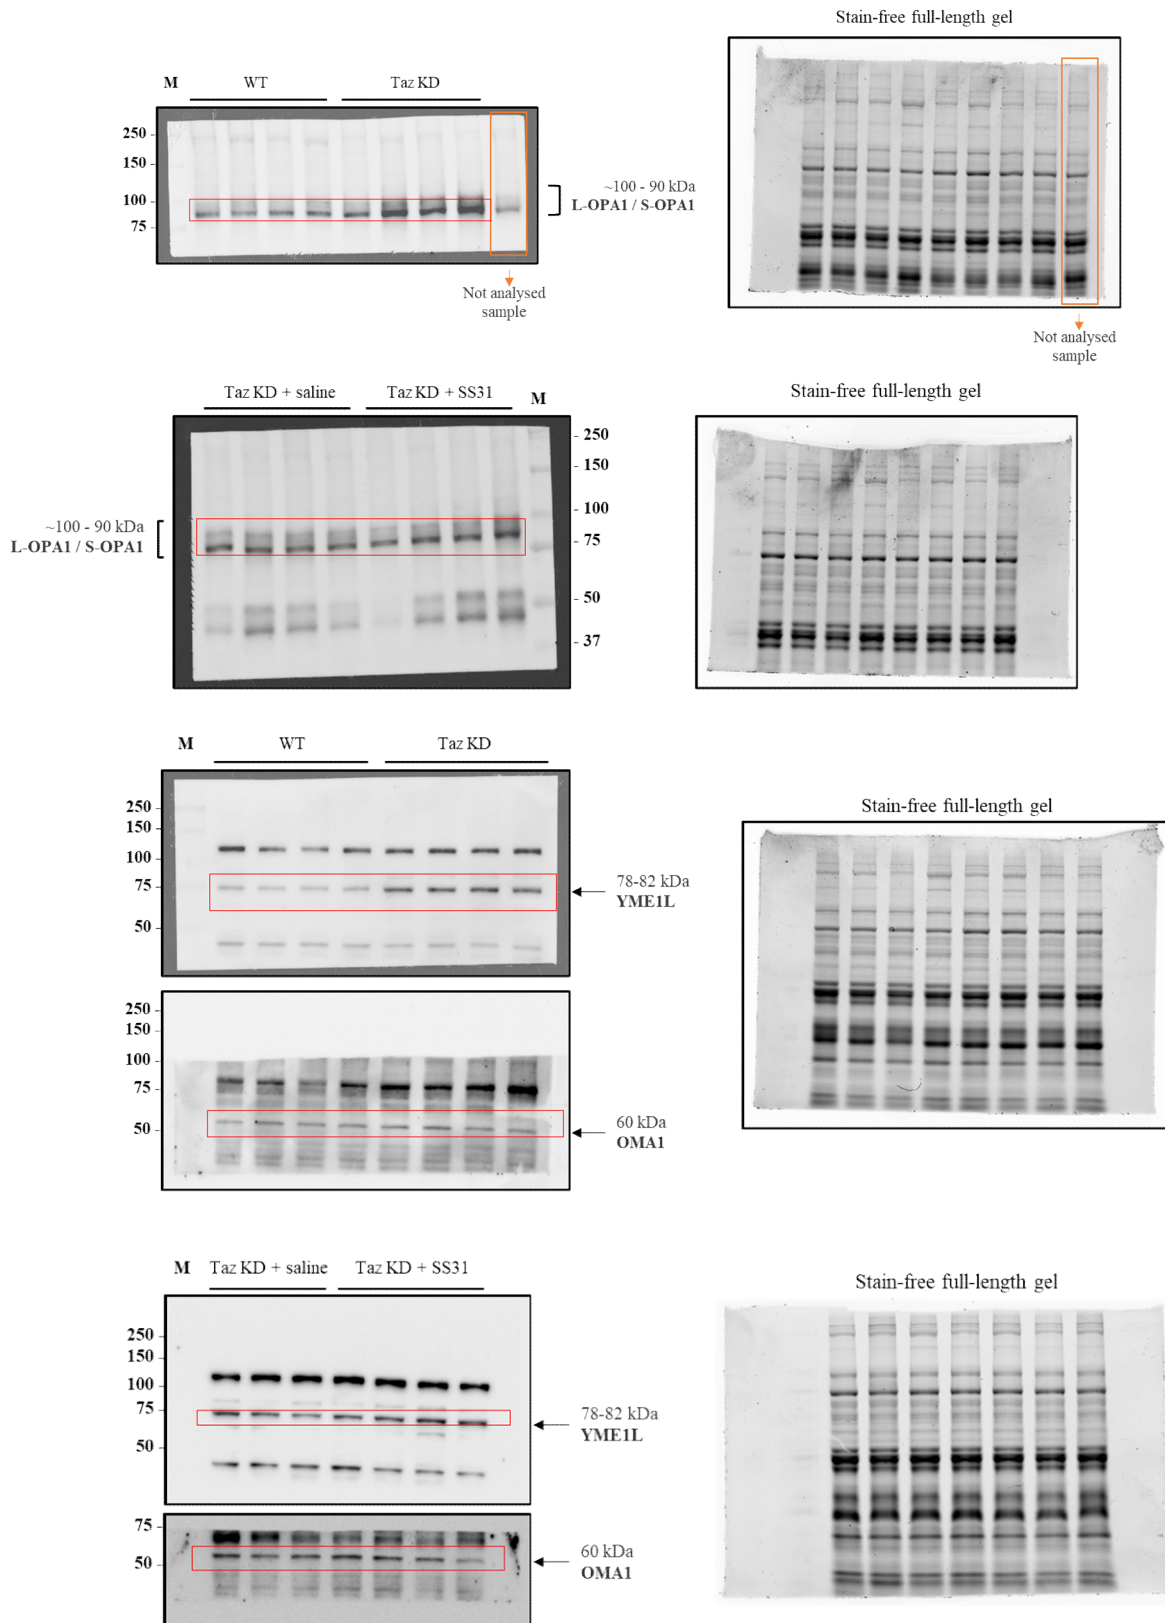 Stain-free full-length gel
M WT Taz KD
250
150
100
75
~100 - 90 kDa
L-OPA1 / S-OPA1
Not analysed
sample
Not analysed
sample
Taz KD + saline Taz KD + SS31 M
Stain-free full-length gel
- 250
- 150
- 100
- 75
- 50
- 37
~100 - 90 kDa
L-OPA1 / S-OPA1
M WT Taz KD
Stain-free full-length gel
250
150
100
75
50
78-82 kDa
YME1L
250
150
100
75
50
60 kDa
OMA1
M Taz KD + saline Taz KD + SS31
Stain-free full-length gel
250
150
100
75
50
78-82 kDa
YME1L
75
50
60 kDa
OMA1